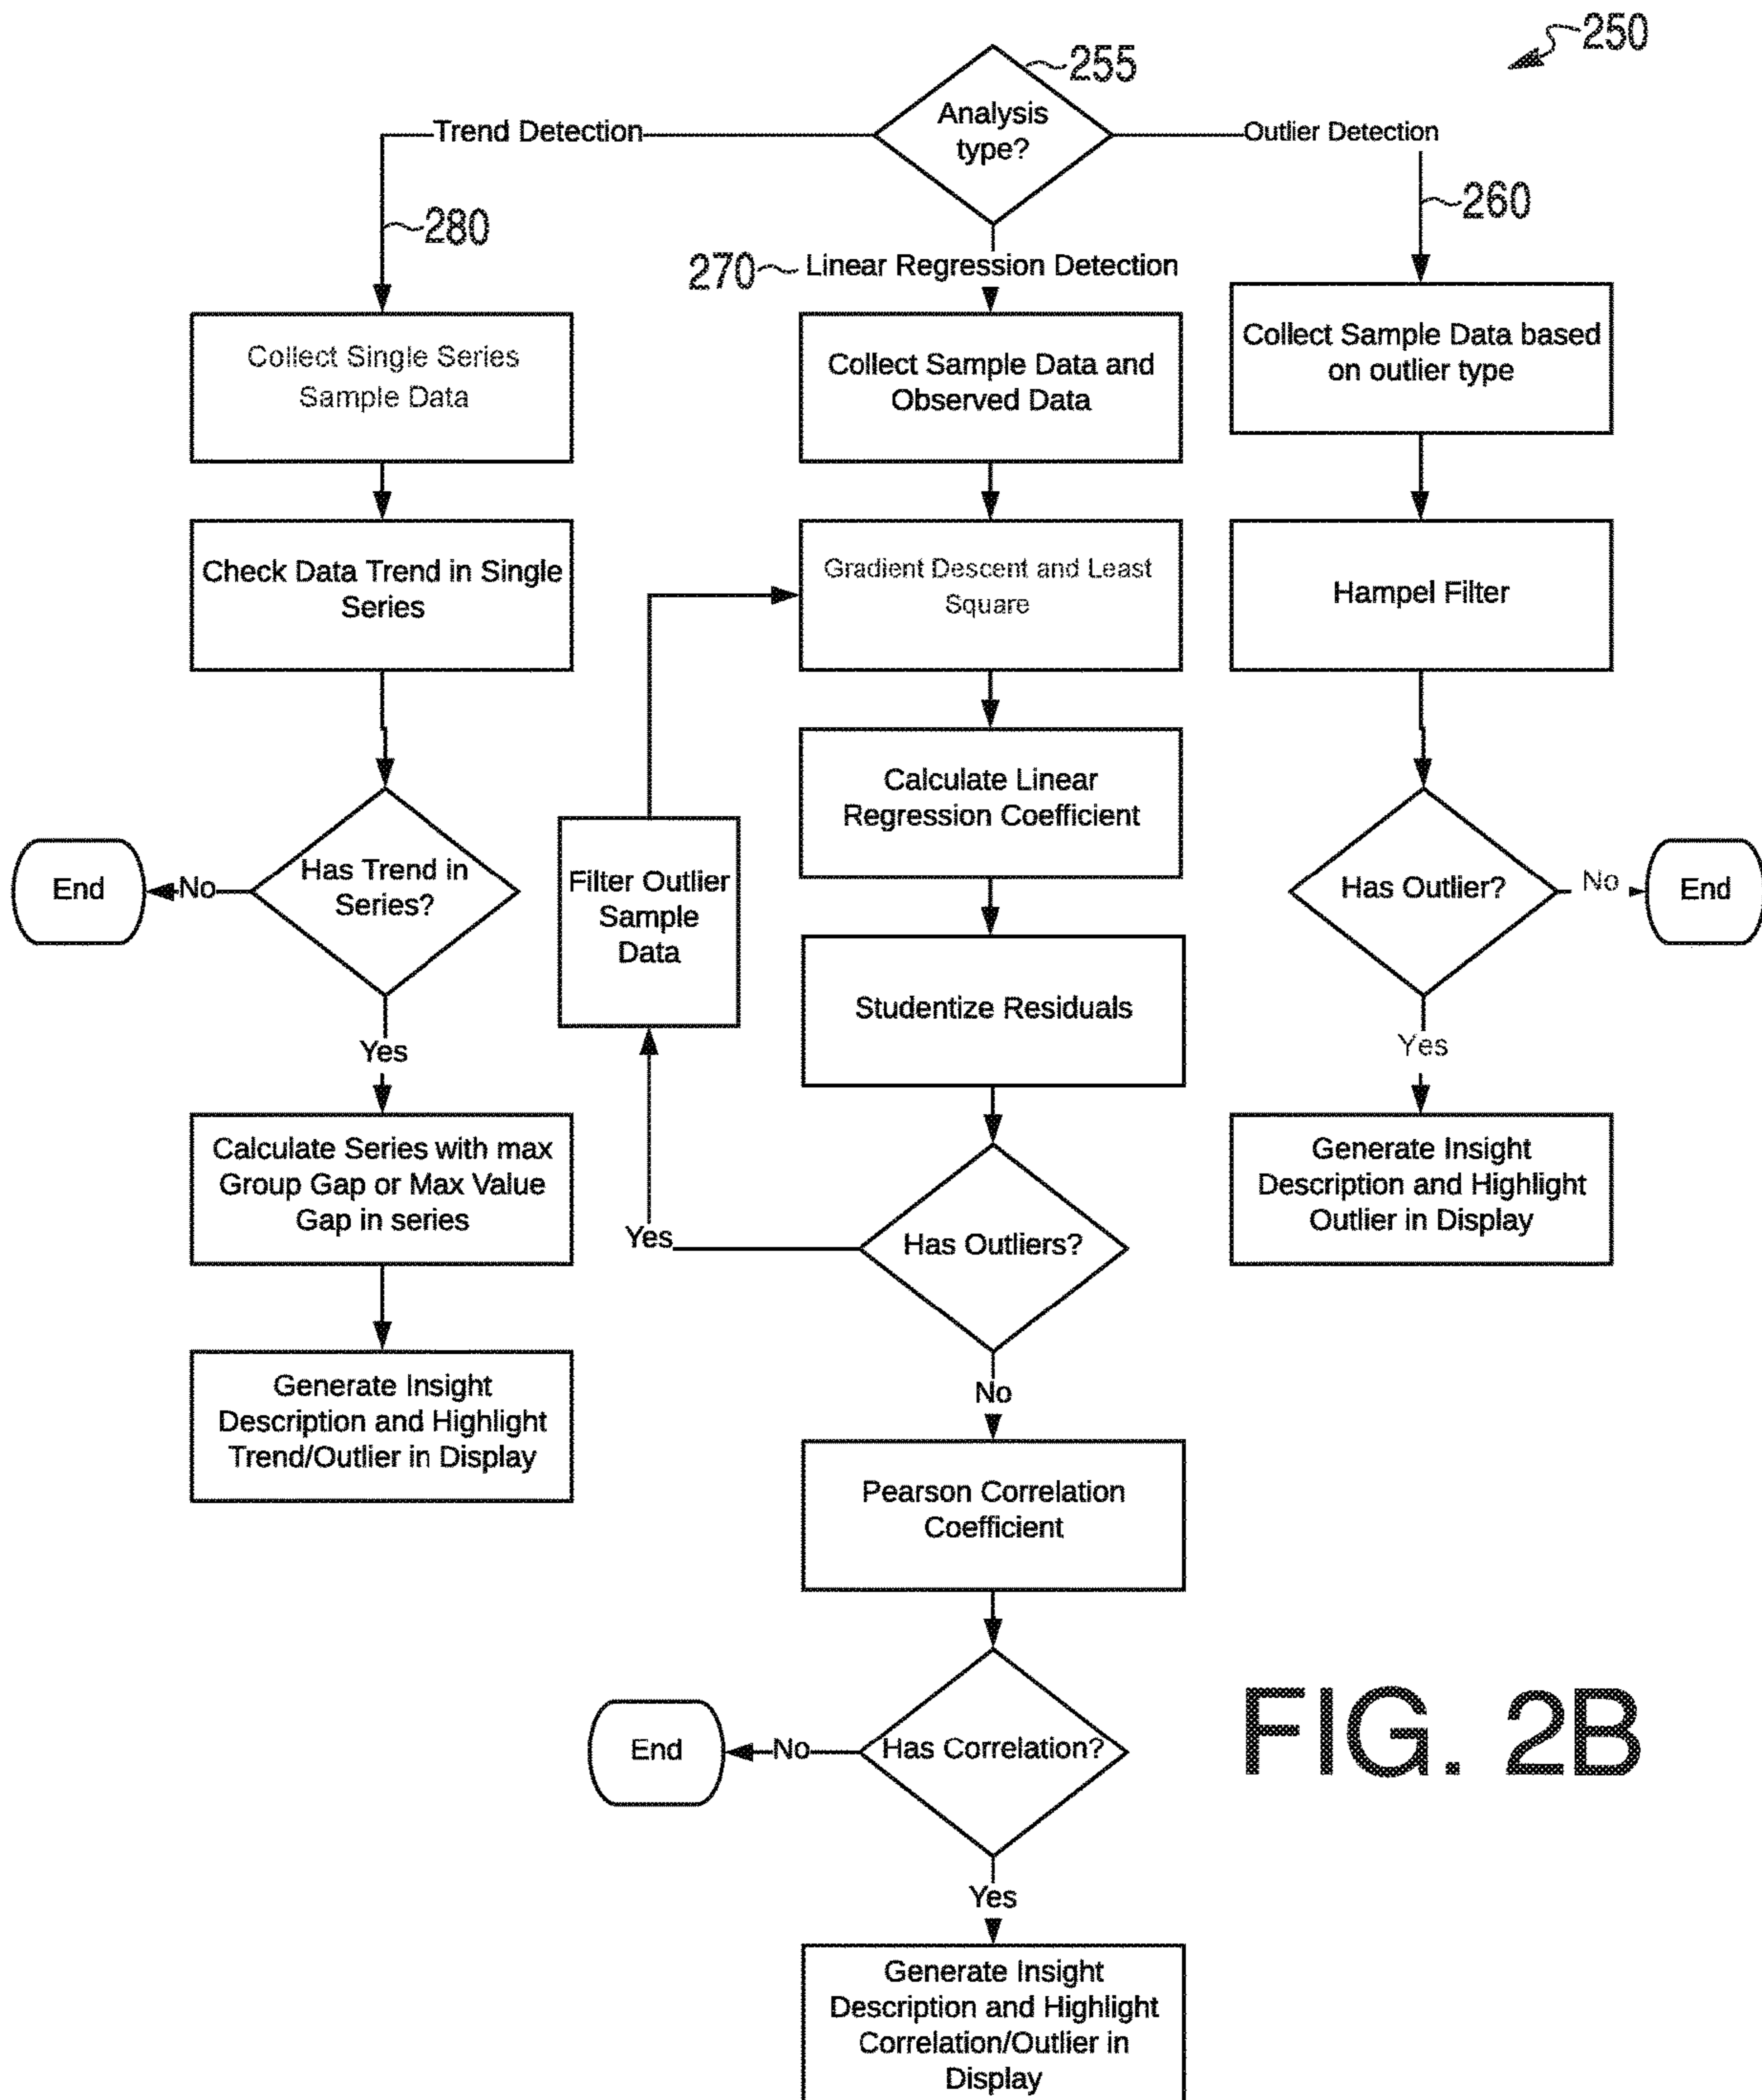 250
255
Analysis
type?
Trend Detection
Outlier Detection
280
260
270
Linear Regression Detection
Collect Single Series
Sample Data
Collect Sample Data and
Observed Data
Collect Sample Data based
on outlier type
Check Data Trend in Single
Series
Gradient Descent and Least
Square
Hampel Filter
Calculate Linear
Regression Coefficient
End
No
Has Trend in
Series?
Filter Outlier
Sample
Data
Has Outlier?
No
End
Studentize Residuals
Yes
Yes
Calculate Series with max
Group Gap or Max Value
Gap in series
Generate Insight
Description and Highlight
Outlier in Display
Yes
Has Outliers?
Generate Insight
Description and Highlight
Trend/Outlier in Display
No
Pearson Correlation
Coefficient
End
No
Has Correlation?
FIG. 2B
Yes
Generate Insight
Description and Highlight
Correlation/Outlier in
Display